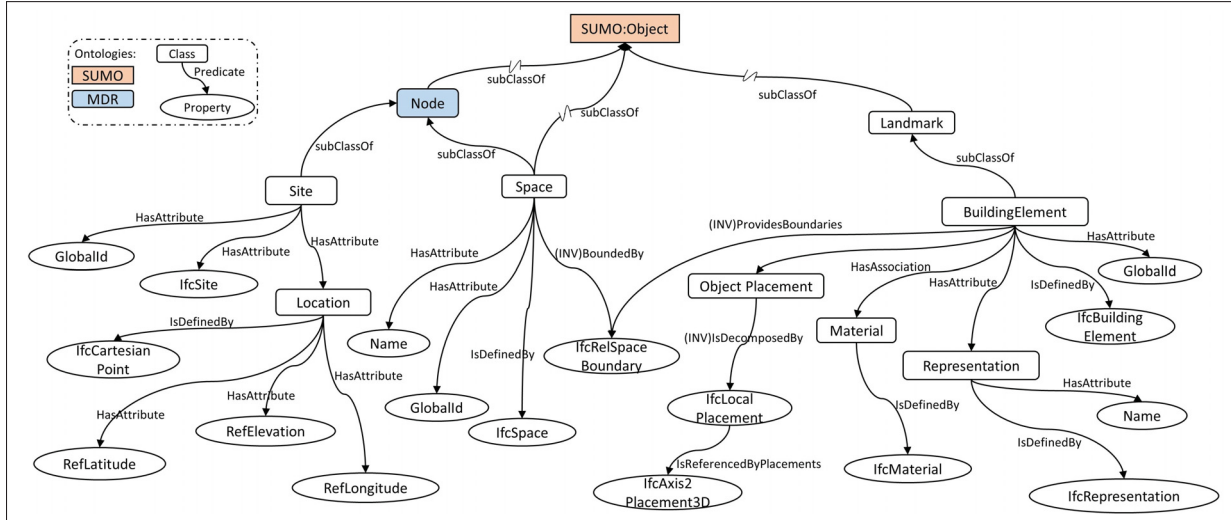 SUMO:Object
Ontologies:
Class
SUMO
Predicate
MDR
Property
subClassOf
subClassOf
subClassOf
Node
Landmark
subClassOf
subClassOf
subClassOf
Site
Space
BuildingElement
HasAttribute
HasAttribute
HasAttribute
GlobalId
IfcSite
Location
HasAttribute
(INV)BoundedBy
(INV)ProvidesBoundaries
HasAttribute
HasAssociation
HasAttribute
HasAttribute
GlobalId
IsDefinedBy
Object Placement
IfcBuilding
Element
Material
IsDefinedBy
IfcCartesian
Point
Name
IfcRelSpace
Boundary
(INV)IsDecomposedBy
Representation
IsDefinedBy
HasAttribute
HasAttribute
HasAttribute
HasAttribute
GlobalId
IfcLocal
Placement
IsDefinedBy
Name
RefElevation
IfcSpace
IsDefinedBy
RefLatitude
IsReferencedByPlacements
IfcMaterial
RefLongitude
IfcAxis2
Placement3D
IfcRepresentation